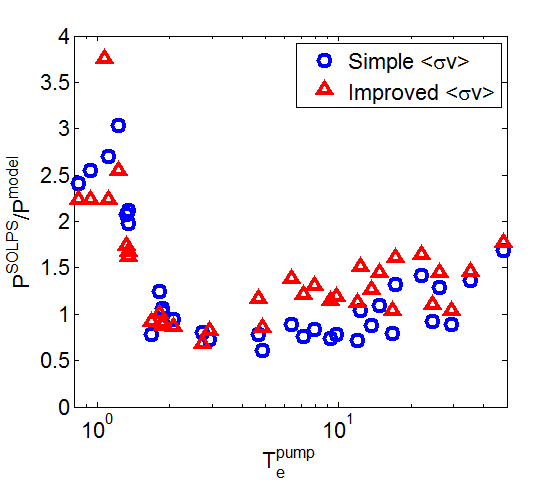 4
3.5
3
2.5
2
1.5
1
0.5
0
P^SOLPS/P^model
Simple <σv>
Improved <σv>
10^0
10^1
T_e^pump